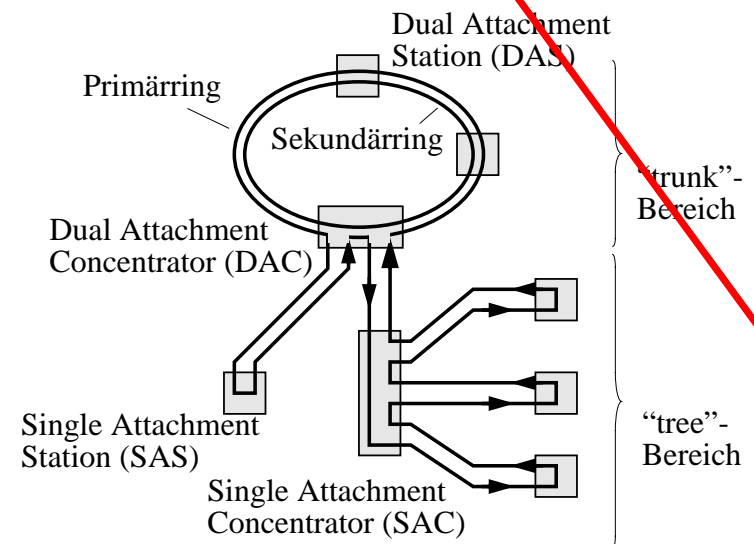 Dual Attachment
Station (DAS)
Primärring
Sekundärring
“trunk”-
Bereich
Dual Attachment
Concentrator (DAC)
Single Attachment
Station (SAS)
“tree”-
Bereich
Single Attachment
Concentrator (SAC)